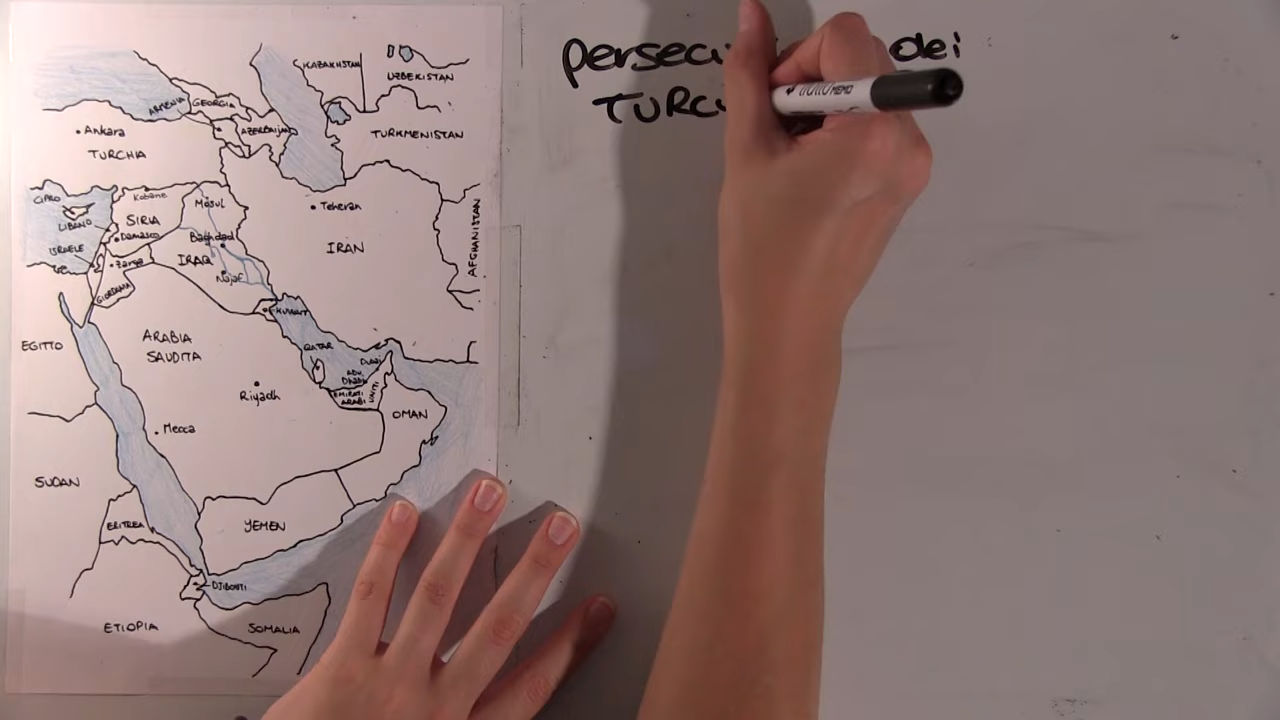 KAZAKHSTAN
UZBEKISTAN
ARMENIA
GEORGIA
AZERBAIJAN
TURKMENISTAN
Ankara
TURCHIA
CIPRO
Kobane
Mosul
Teheran
LIBANO
SIRIA
Damasco
Baghdad
IRAN
AFGHANISTAN
ISRAELE
Zarqa
IRAQ
Najaf
GIORDANIA
KUWAIT
EGITTO
ARABIA
SAUDITA
QATAR
DUBAI
ABU
DHABI
EMIRATI
ARABI
UNITI
Riyadh
OMAN
Mecca
SUDAN
ERITREA
YEMEN
DJIBOUTI
ETIOPIA
SOMALIA
dei
MEMO